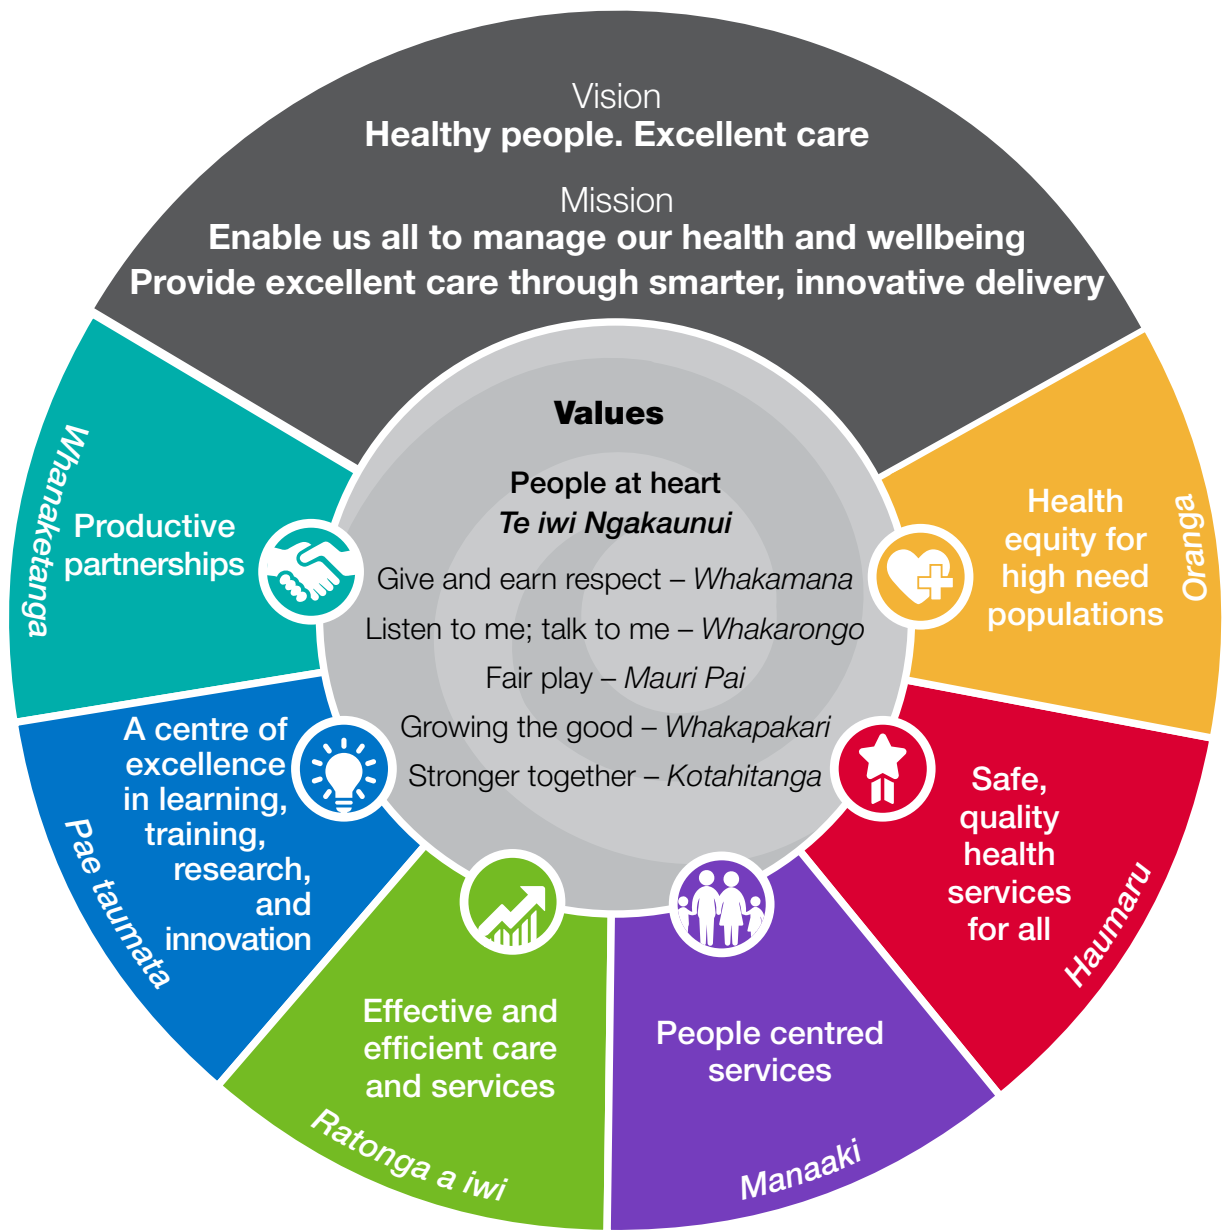 Vision
Healthy people. Excellent care
Mission
Enable us all to manage our health and wellbeing
Provide excellent care through smarter, innovative delivery
Values
People at heart
Te iwi Ngakaunui
Give and earn respect – Whakamana
Listen to me; talk to me – Whakarongo
Fair play – Mauri Pai
Growing the good – Whakapakari
Stronger together – Kotahitanga
Health
equity for
high need
populations
Oranga
Safe,
quality
health
services
for all
Haumaru
People centred
services
Manaaki
Effective and
efficient care
and services
Ratonga a iwi
A centre of
excellence
in learning,
training,
research,
and
innovation
Pae taumata
Productive
partnerships
Whanaketanga